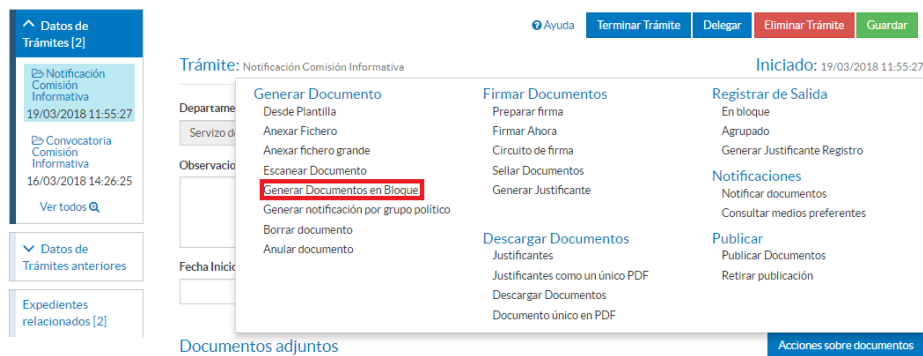 Datos de
Trámites [2]
Notificación
Comisión
Informativa
19/03/2018 11:55:27
Convocatoria
Comisión
Informativa
16/03/2018 14:26:25
Ver todos
Datos de
Trámites anteriores
Expedientes
relacionados [2]
Ayuda
Terminar Trámite
Delegar
Eliminar Trámite
Guardar
Trámite: Notificación Comisión Informativa
Iniciado: 19/03/2018 11:55:27
Departame
Servizo d
Observacio
Fecha Inicio
Generar Documento
Desde Plantilla
Anexar Fichero
Anexar fichero grande
Escanear Documento
Generar Documentos en Bloque
Generar notificación por grupo político
Borrar documento
Anular documento
Firmar Documentos
Preparar firma
Firmar Ahora
Circuito de firma
Sellar Documentos
Generar Justificante
Descargar Documentos
Justificantes
Justificantes como un único PDF
Descargar Documentos
Documento único en PDF
Registrar de Salida
En bloque
Agrupado
Generar Justificante Registro
Notificaciones
Notificar documentos
Consultar medios preferentes
Publicar
Publicar Documentos
Retirar publicación
Documentos adjuntos
Acciones sobre documentos